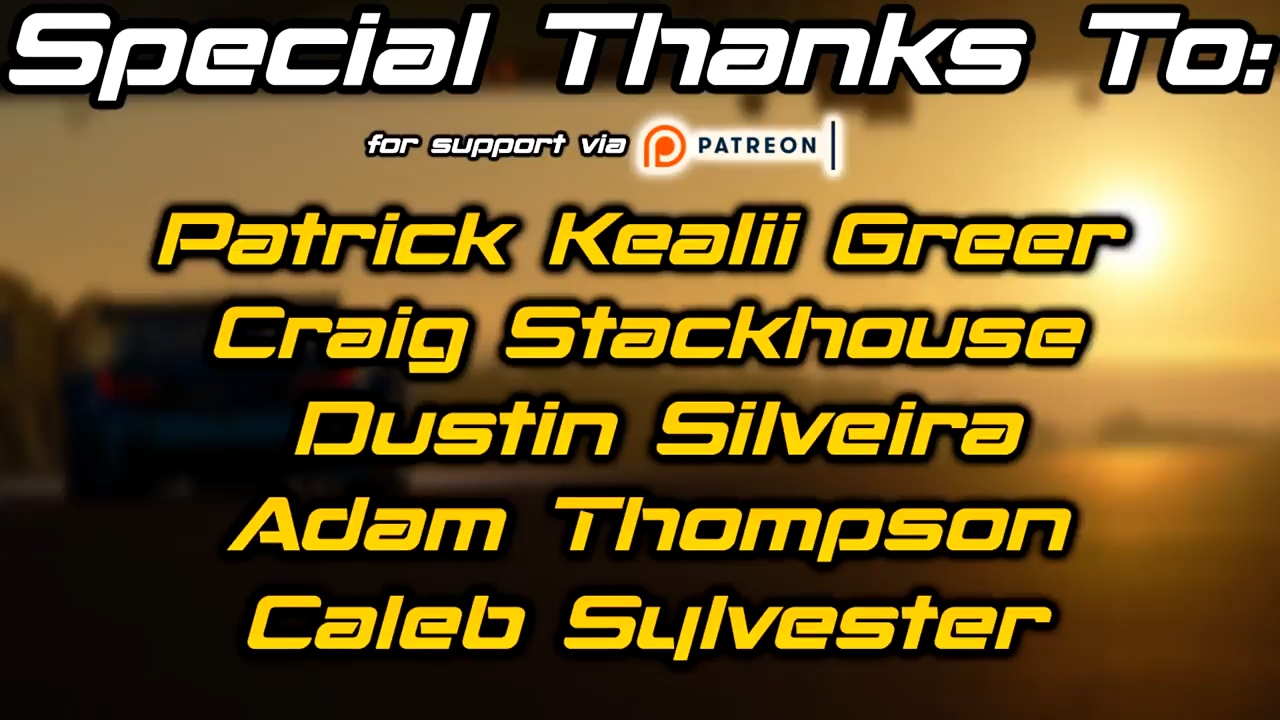 Special Thanks To:
for support via PATREON
Patrick Kealii Greer
Craig Stackhouse
Dustin Silveira
Adam Thompson
Caleb Sylvester